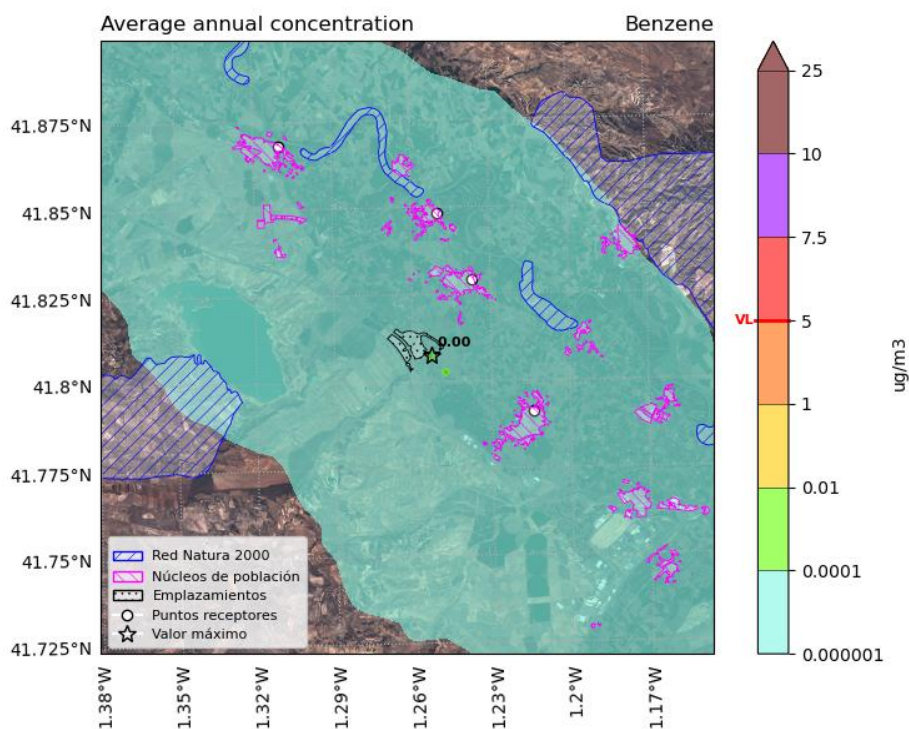 Average annual concentration
Benzene
41.875°N
41.85°N
41.825°N
41.8°N
41.775°N
41.75°N
41.725°N
0.00
Red Natura 2000
Núcleos de población
Emplazamientos
Puntos receptores
Valor máximo
1.38°W
1.35°W
1.32°W
1.29°W
1.26°W
1.23°W
1.2°W
1.17°W
25
10
7.5
VL
5
1
0.01
0.0001
0.000001
ug/m3